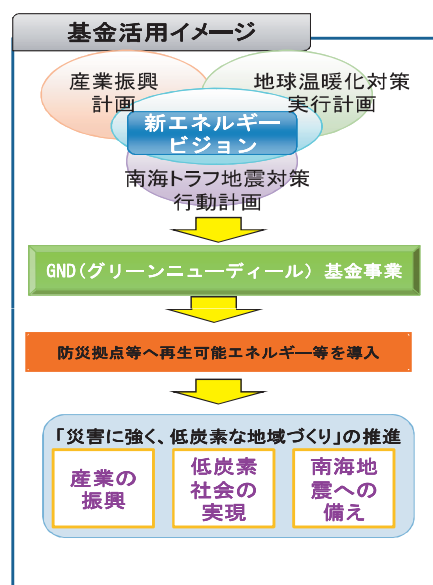 基金活用イメージ
産業振興
計画
地球温暖化対策
実行計画
新エネルギー
ビジョン
南海トラフ地震対策
行動計画
GND(グリーンニューディール) 基金事業
防災拠点等へ再生可能エネルギー等を導入
「災害に強く、低炭素な地域づくり」の推進
産業の
振興
低炭素
社会の
実現
南海地
震への
備え